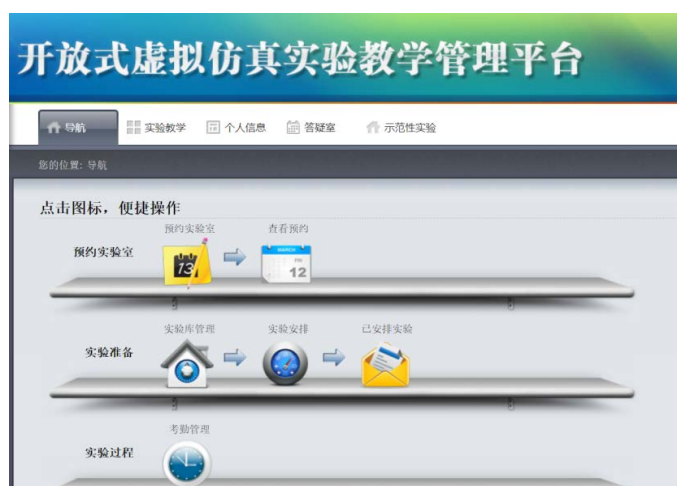 开放式虚拟仿真实验教学管理平台
导航 实验教学 个人信息 答疑室 示范性实验
您的位置: 导航
点击图标，便捷操作
预约实验室 查看预约
预约实验室
13
MARCH
12
实验库管理 实验安排 已安排实验
实验准备
考勤管理
实验过程